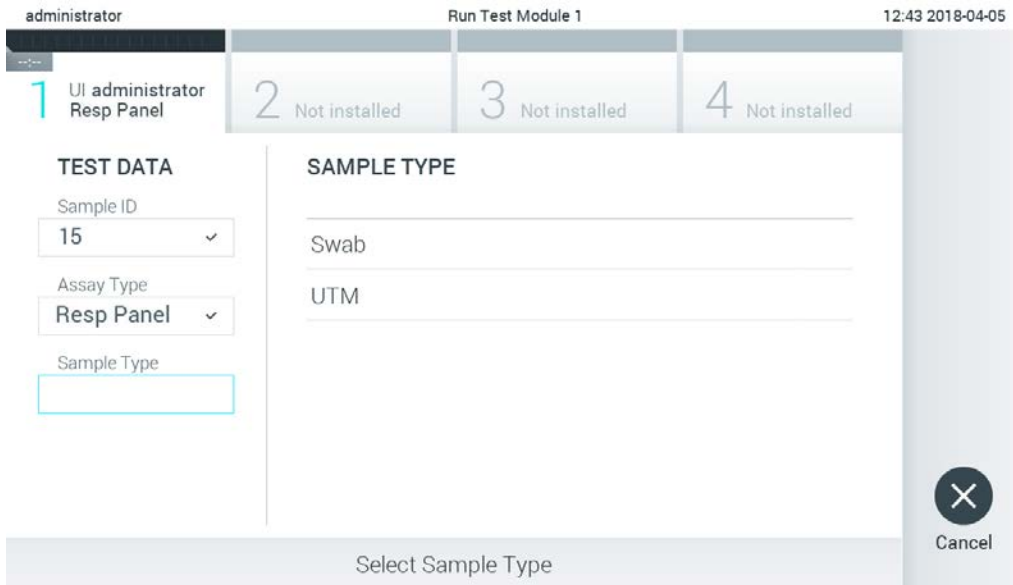 administrator Run Test Module 1 12:43 2018-04-05
--:--
1 UI administrator
Resp Panel
2 Not installed
3 Not installed
4 Not installed
TEST DATA
Sample ID
15
Assay Type
Resp Panel
Sample Type
SAMPLE TYPE
Swab
UTM
Cancel
Select Sample Type